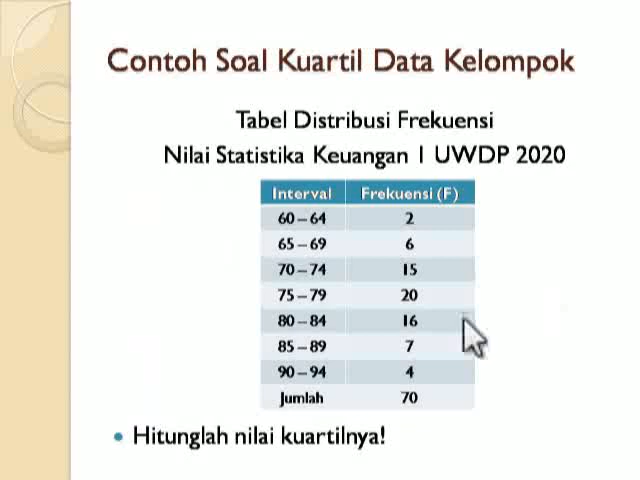 Contoh Soal Kuartil Data Kelompok
Tabel Distribusi Frekuensi
Nilai Statistika Keuangan 1 UWDP 2020
Interval Frekuensi (F)
60 – 64 2
65 – 69 6
70 – 74 15
75 – 79 20
80 – 84 16
85 – 89 7
90 – 94 4
Jumlah 70
• Hitunglah nilai kuartilnya!